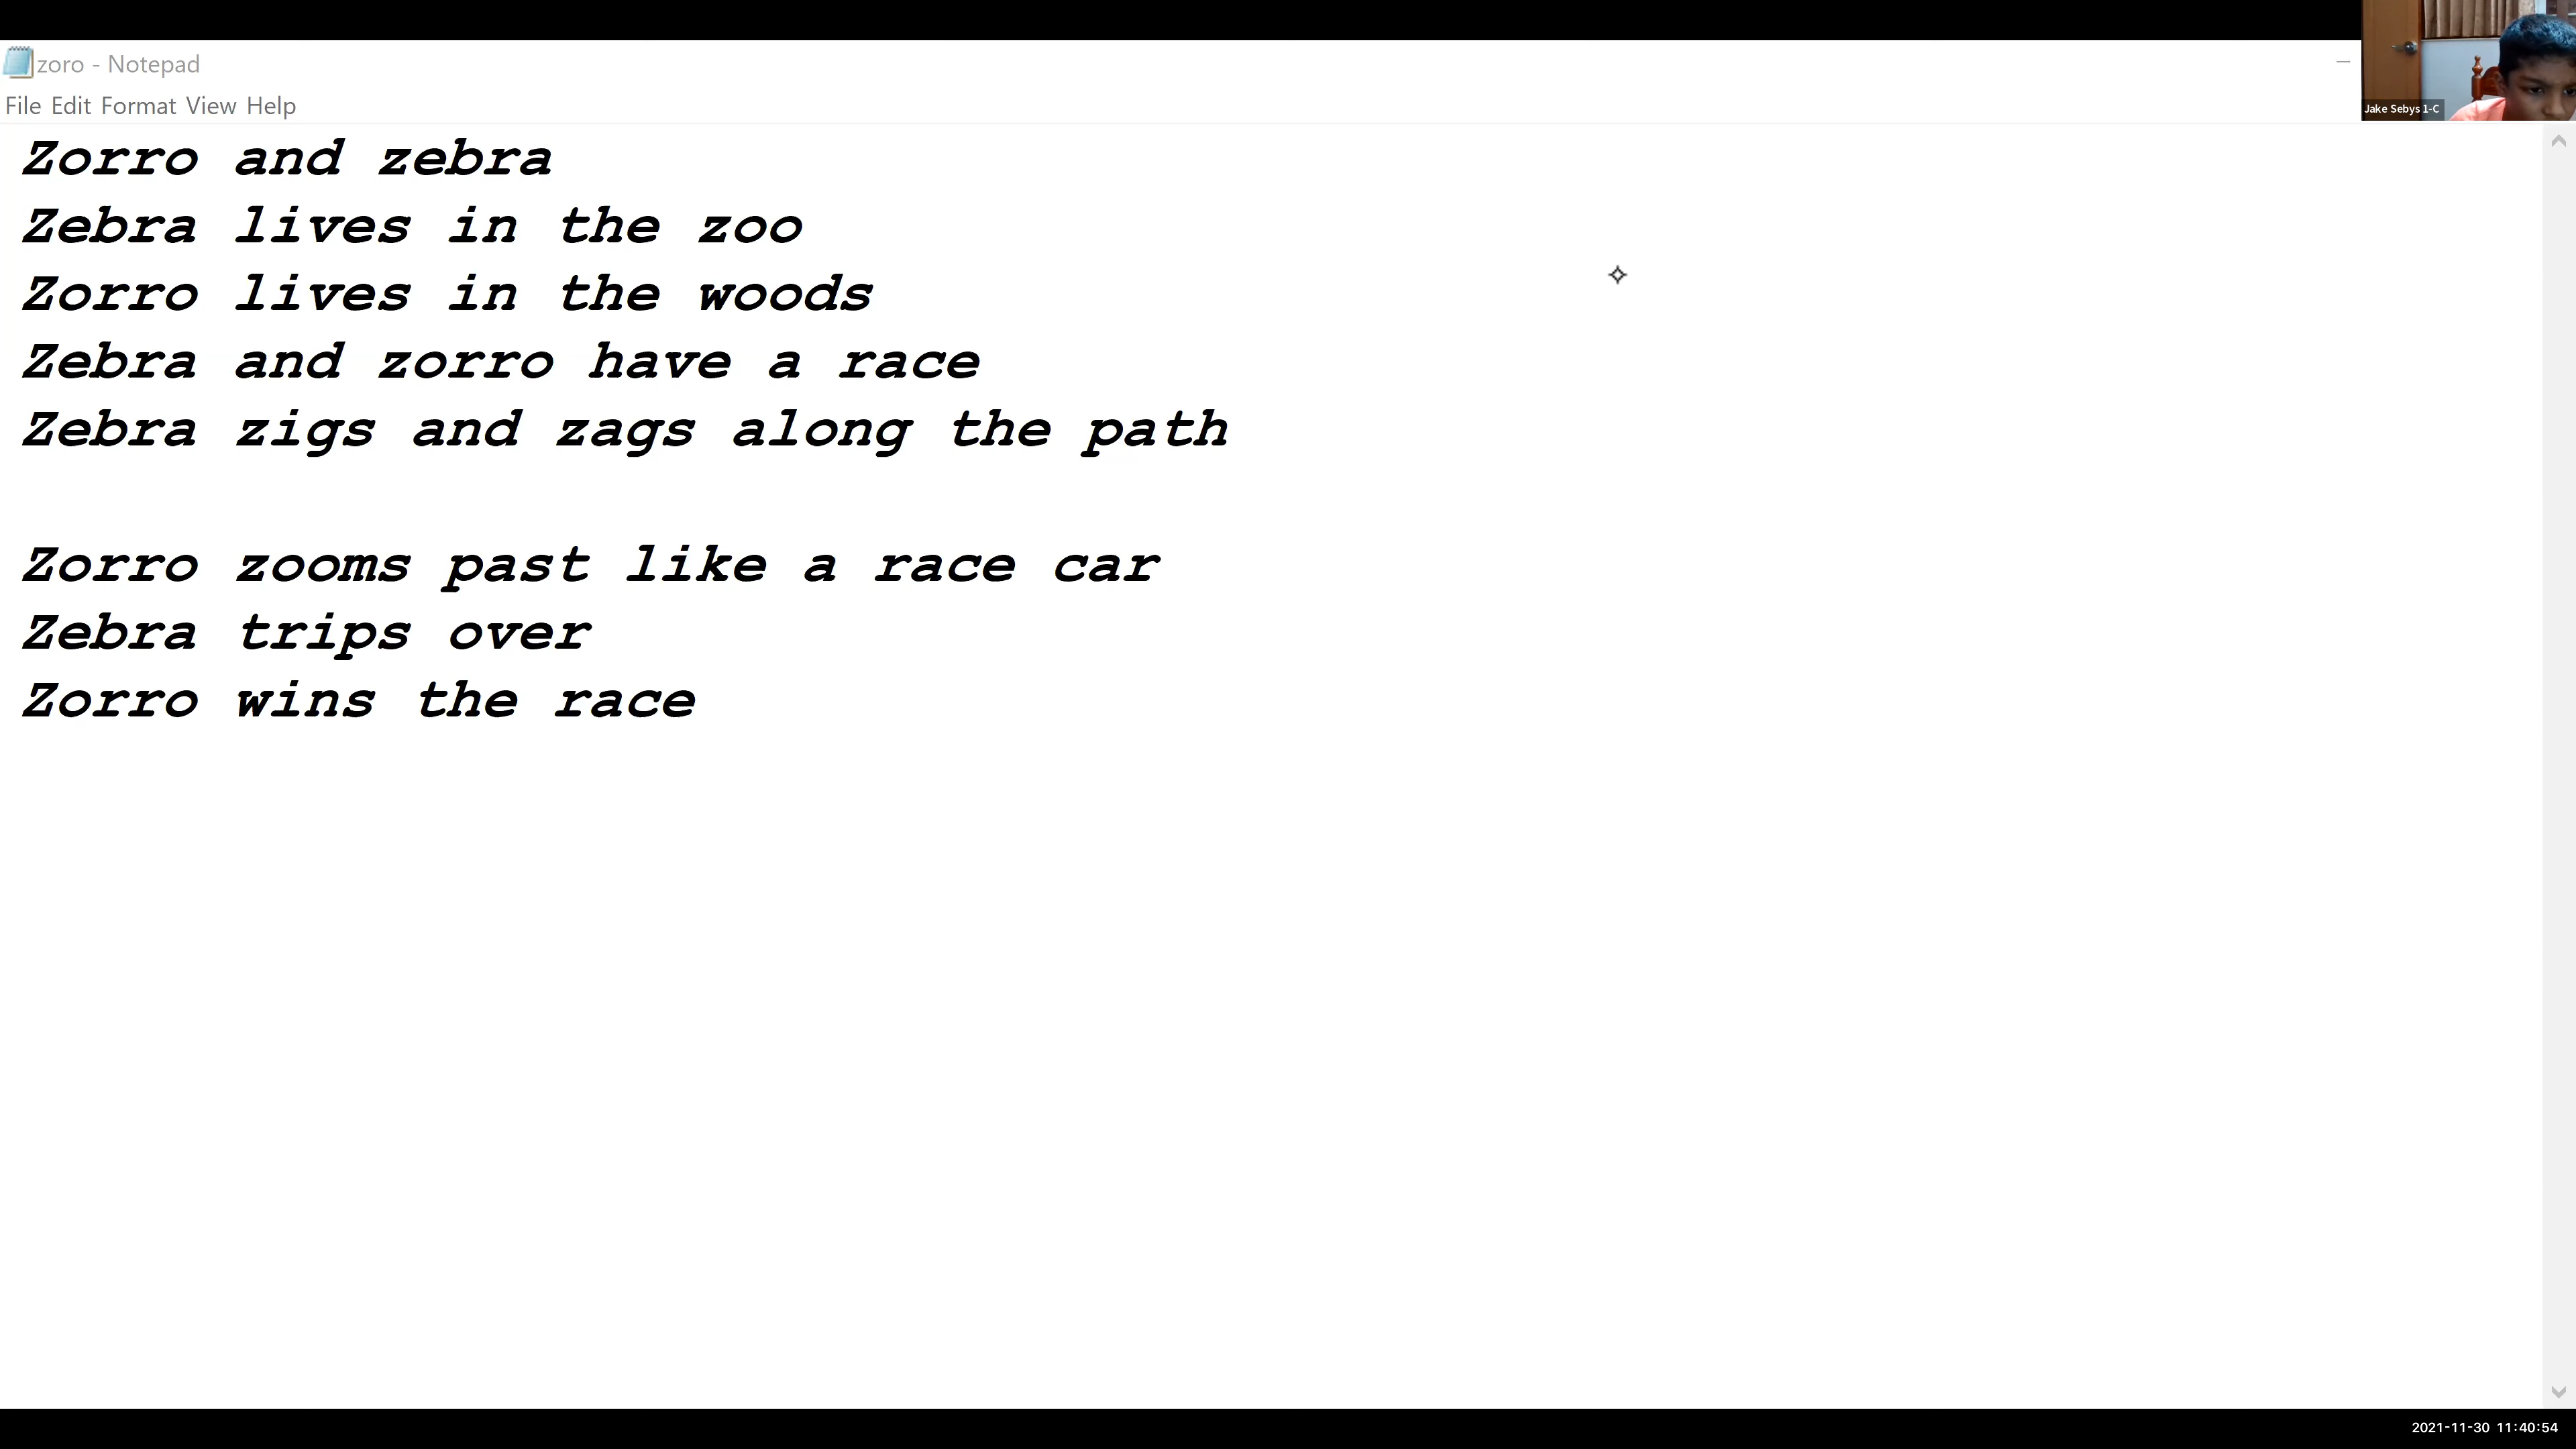 zoro - Notepad
File Edit Format View Help
Jake Sebys 1-C
Zorro and zebra
Zebra lives in the zoo
Zorro lives in the woods
Zebra and zorro have a race
Zebra zigs and zags along the path
Zorro zooms past like a race car
Zebra trips over
Zorro wins the race
2021-11-30 11:40:54